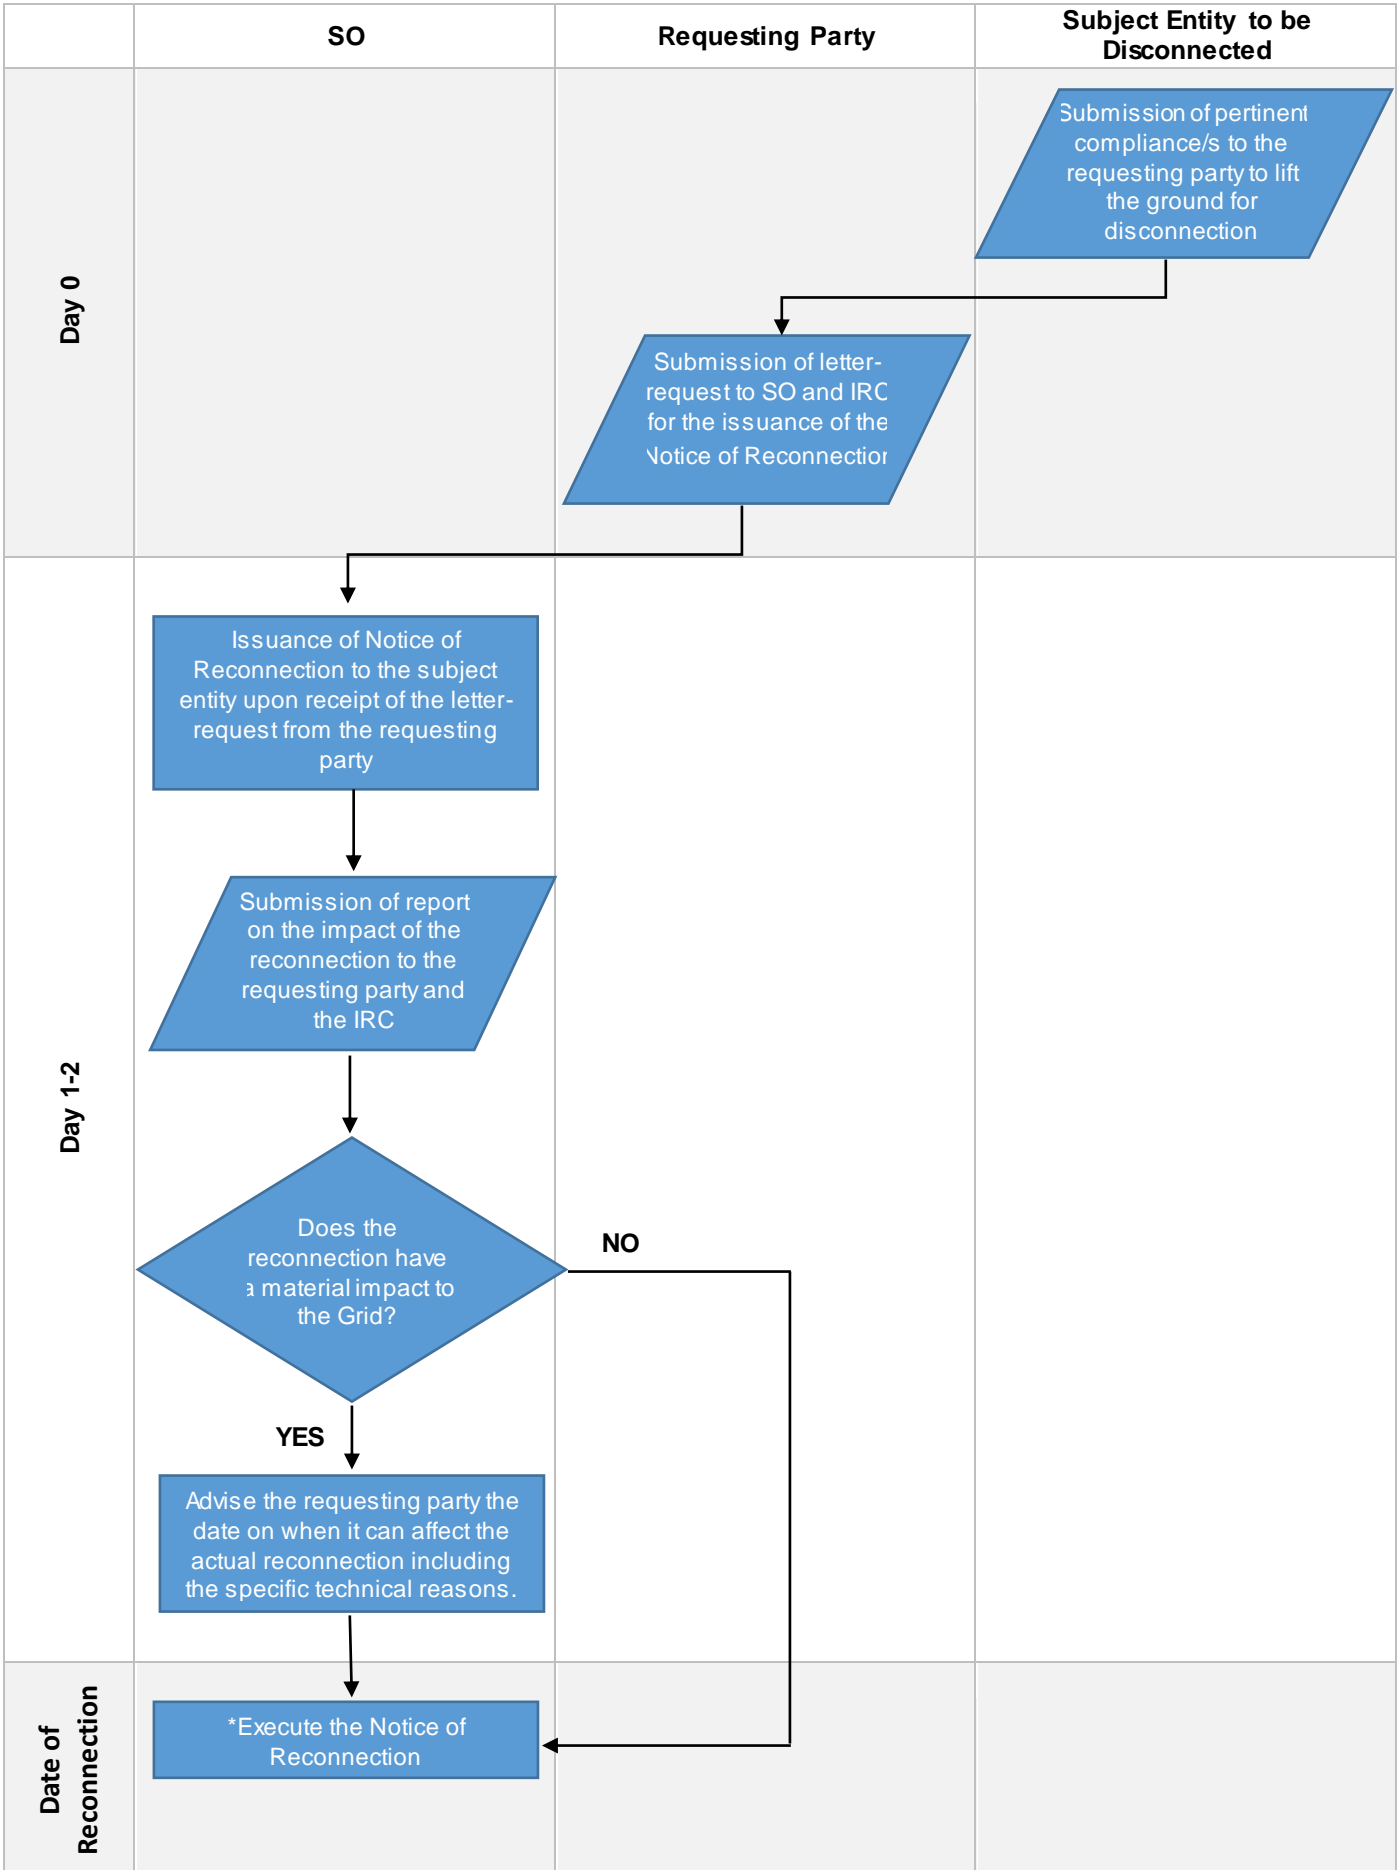 SO
Requesting Party
Subject Entity to be
Disconnected
Day 0
Submission of pertinent
compliance/s to the
requesting party to lift
the ground for
disconnection
Submission of letter-
request to SO and IRC
for the issuance of the
Notice of Reconnection
Day 1-2
Issuance of Notice of
Reconnection to the subject
entity upon receipt of the letter-
request from the requesting
party
Submission of report
on the impact of the
reconnection to the
requesting party and
the IRC
Does the
reconnection have
a material impact to
the Grid?
NO
YES
Advise the requesting party the
date on when it can affect the
actual reconnection including
the specific technical reasons.
Date of
Reconnection
*Execute the Notice of
Reconnection